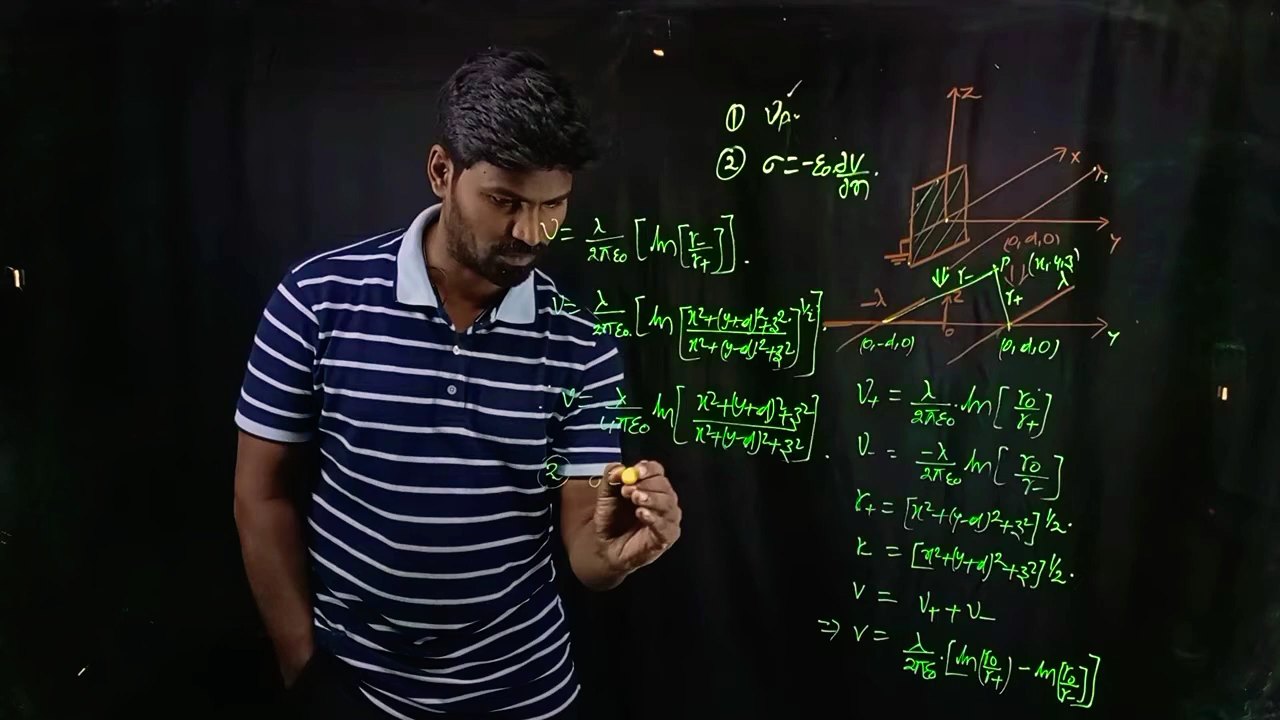 ① Vp.
② σ = -ε₀ ∂V/∂n.
V = λ/2πε₀ [ln[r₋/r₊]].
V = λ/2πε₀. [ln [x²+(y+d)²+z²/x²+(y-d)²+z²]^1/2].
V = λ/4πε₀ ln[x²+(y+d)²+z²/x²+(y-d)²+z²].
②
Z
X
Y
(0, d, 0)
P (x, y, z)
r₋
r₊
-λ
λ
Z
0
Y
(0, -d, 0)
(0, d, 0)
V₊ = λ/2πε₀ . ln[r₀/r₊]
V₋ = -λ/2πε₀ ln[r₀/r₋]
r₊ = [x²+(y-d)²+z²]^1/2.
r₋ = [x²+(y+d)²+z²]^1/2.
V = V₊ + V₋
⇒ V = λ/2πε₀ . [ln(r₀/r₊) - ln[r₀/r₋]]